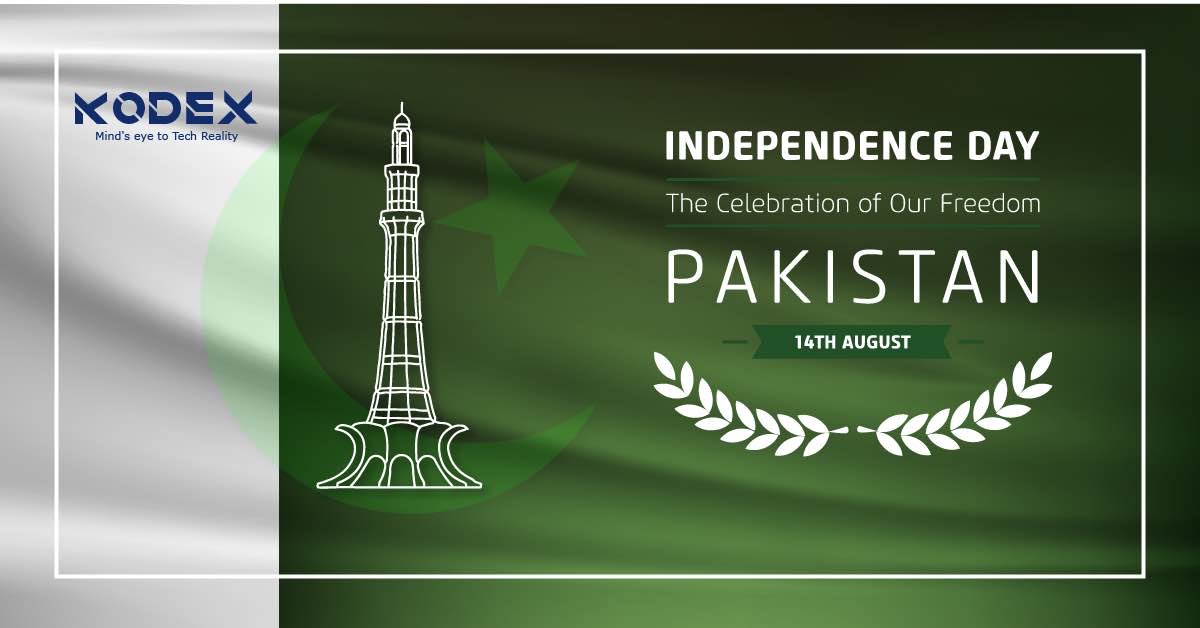 KODEX
Mind's eye to Tech Reality
INDEPENDENCE DAY
The Celebration of Our Freedom
PAKISTAN
14TH AUGUST